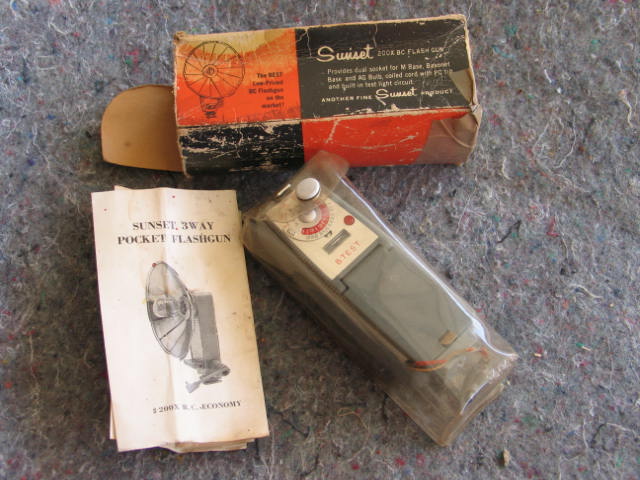 Sunset 200X BC FLASH GUN
Provides dual socket for M Base, Bayonet
Base and AG Bulb, coiled cord with PC Tip
and built in test light circuit.
ANOTHER FINE Sunset PRODUCT
The BEST
Low-Priced
BC Flashgun
on the
market!
SUNSET, 3WAY
POCKET FLASHGUN
200X B.C.-ECONOMY
B.TEST